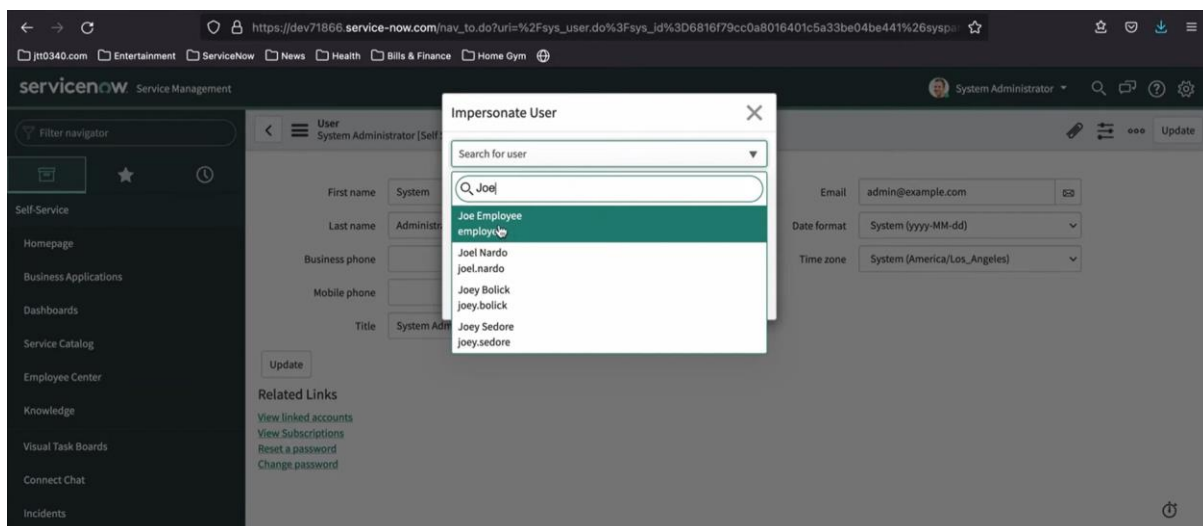 https://dev71866.service-now.com/nav_to.do?uri=%2Fsys_user.do%3Fsys_id%3D6816f79cc0a8016401c5a33be04be441%26syspa
jtt0340.com Entertainment ServiceNow News Health Bills & Finance Home Gym
servicenow Service Management
System Administrator
Filter navigator
Self-Service
Homepage
Business Applications
Dashboards
Service Catalog
Employee Center
Knowledge
Visual Task Boards
Connect Chat
Incidents
User
System Administrator [Self
Update
First name System
Last name Administr
Business phone
Mobile phone
Title System Adm
Update
Related Links
View linked accounts
View Subscriptions
Reset a password
Change password
Impersonate User
Search for user
Joe
Joe Employee
employee
Joel Nardo
joel.nardo
Joey Bolick
joey.bolick
Joey Sedore
joey.sedore
Email admin@example.com
Date format System (yyyy-MM-dd)
Time zone System (America/Los_Angeles)